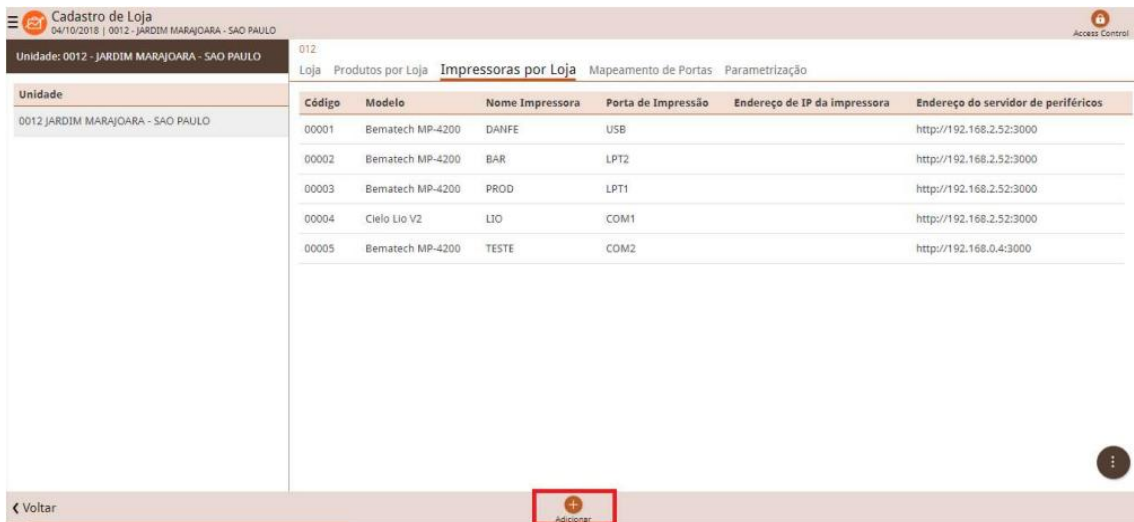 Cadastro de Loja
04/10/2018 | 0012 - JARDIM MARAJOARA - SAO PAULO
Access Control
Unidade: 0012 - JARDIM MARAJOARA - SAO PAULO
Unidade
0012 JARDIM MARAJOARA - SAO PAULO
012
Loja Produtos por Loja Impressoras por Loja Mapeamento de Portas Parametrização
Código Modelo Nome Impressora Porta de Impressão Endereço de IP da impressora Endereço do servidor de periféricos
00001 Bematech MP-4200 DANFE USB http://192.168.2.52:3000
00002 Bematech MP-4200 BAR LPT2 http://192.168.2.52:3000
00003 Bematech MP-4200 PROD LPT1 http://192.168.2.52:3000
00004 Cielo Lio V2 LIO COM1 http://192.168.2.52:3000
00005 Bematech MP-4200 TESTE COM2 http://192.168.0.4:3000
Voltar
Adicionar